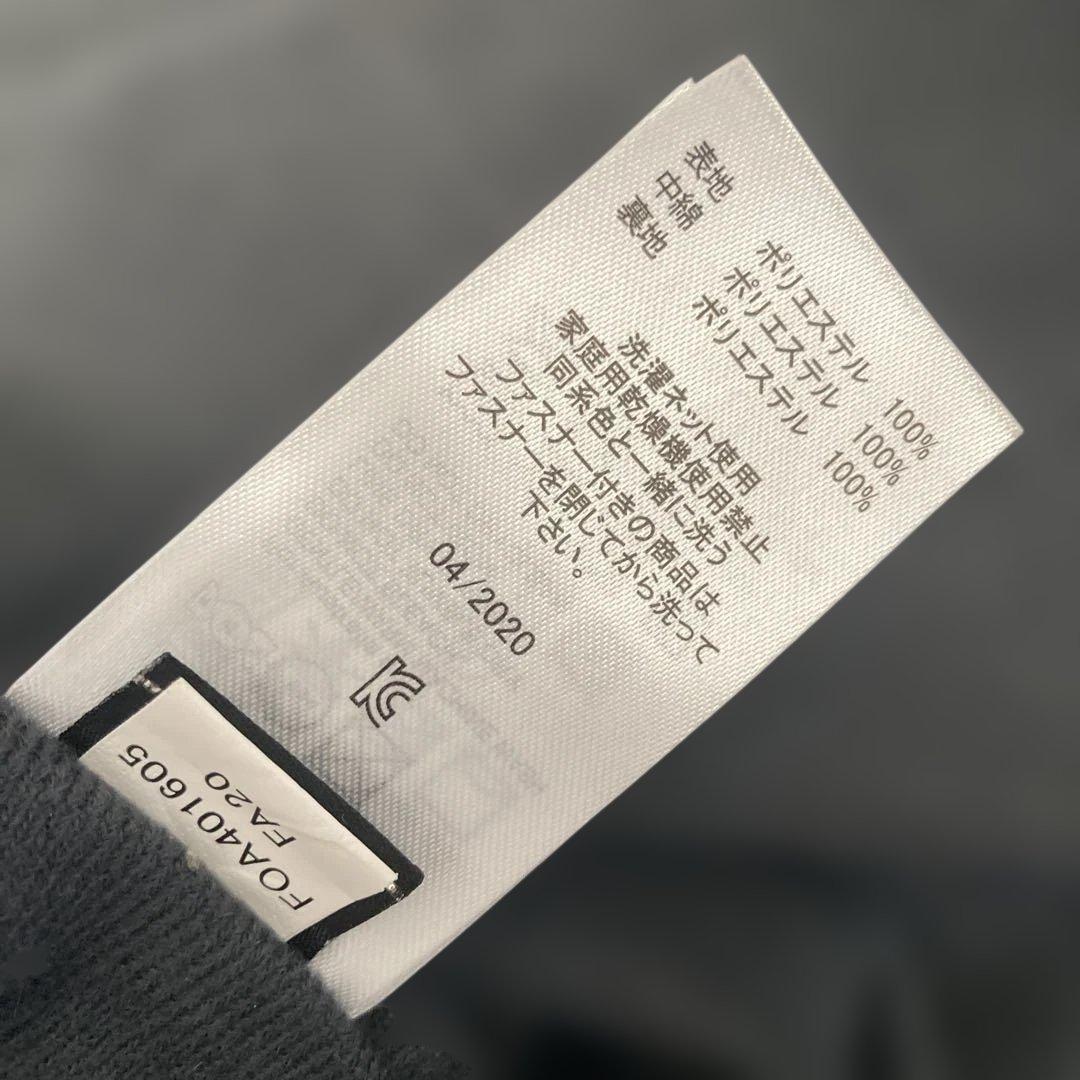 表地 ポリエステル 100%
中綿 ポリエステル 100%
裏地 ポリエステル 100%
洗濯ネット使用
家庭用乾燥機使用禁止
同系色と一緒に洗う
ファスナー付きの商品は
ファスナーを閉じてから洗って
下さい。
04/2020
FOA401605
FA20